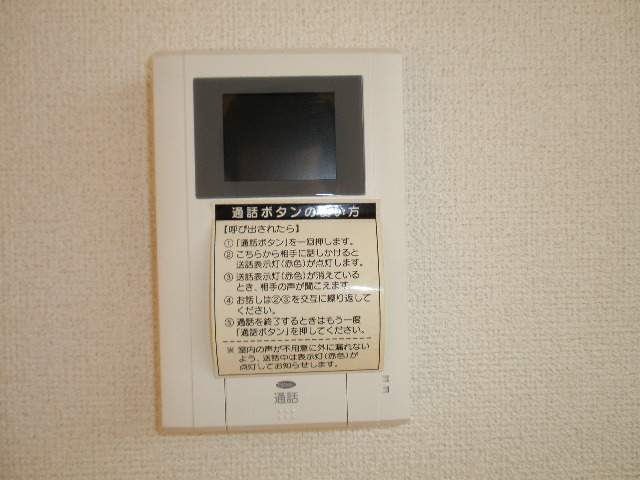 通話ボタンの使い方
【呼び出されたら】
①「通話ボタン」を一回押します。
②こちらから相手に話しかけると
送話表示灯(赤色)が点灯します。
③送話表示灯(赤色)が消えている
とき、相手の声が聞こえます。
④お話しは②③を交互に繰り返して
ください。
⑤通話を終了するときはもう一度
「通話ボタン」を押してください。
※室内の声が不用意に外に漏れない
よう、送話中は表示灯(赤色)が
点灯してお知らせします。
通話